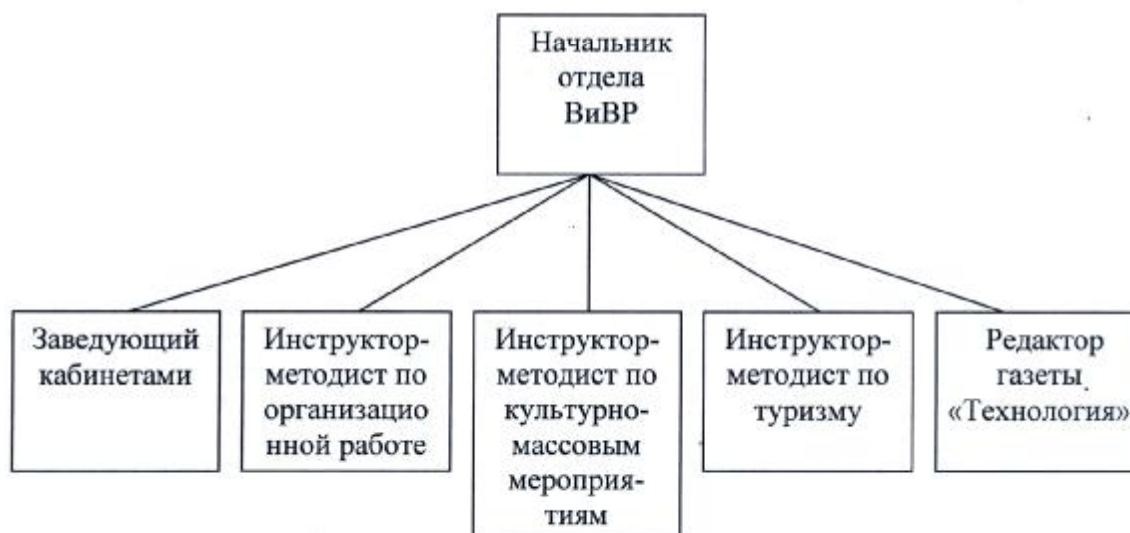 Начальник
отдела
ВиВР
Заведующий
кабинетами
Инструктор-
методист по
организацио
нной работе
Инструктор-
методист по
культурно-
массовым
мероприя-
тиям
Инструктор-
методист по
туризму
Редактор
газеты
«Технология»